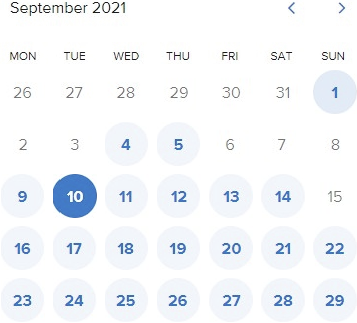 September 2021
MON TUE WED THU FRI SAT SUN
26 27 28 29 30 31 1
2 3 4 5 6 7 8
9 10 11 12 13 14 15
16 17 18 19 20 21 22
23 24 25 26 27 28 29